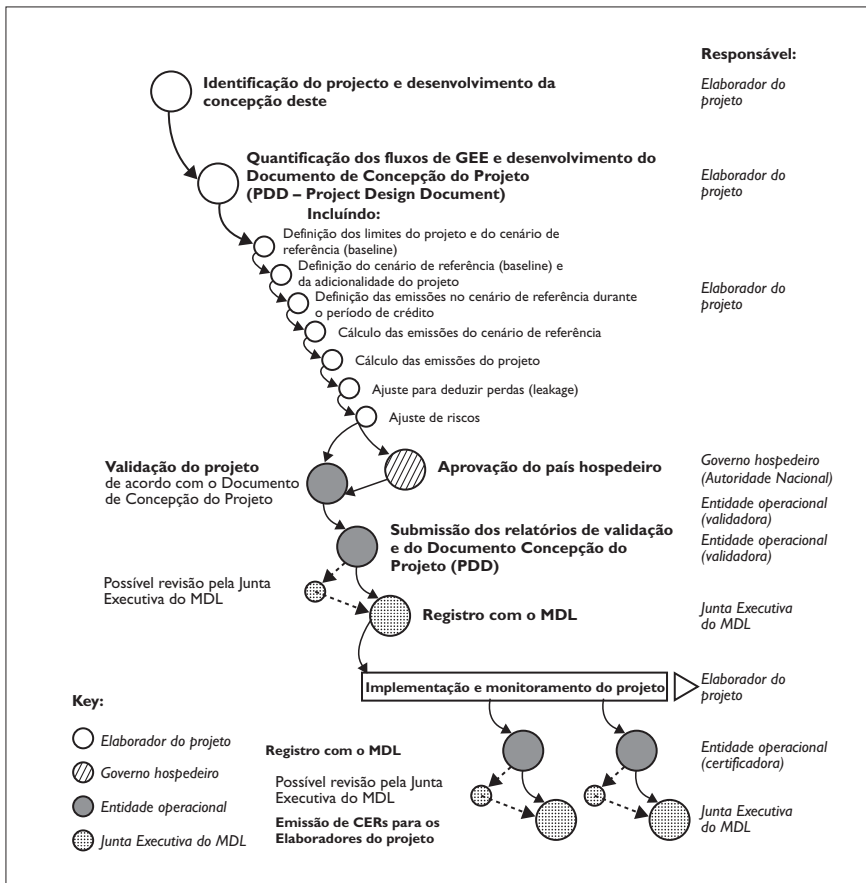 Responsável:
Identificação do projecto e desenvolvimento da
concepção deste
Elaborador do
projeto
Quantificação dos fluxos de GEE e desenvolvimento do
Documento de Concepção do Projeto
(PDD – Project Design Document)
Elaborador do
projeto
Incluíndo:
Definição dos limites do projeto e do cenário de
referência (baseline)
Definição do cenário de referência (baseline) e
da adicionalidade do projeto
Definição das emissões no cenário de referência durante
o período de crédito
Elaborador do
projeto
Cálculo das emissões do cenário de referência
Cálculo das emissões do projeto
Ajuste para deduzir perdas (leakage)
Ajuste de riscos
Validação do projeto
de acordo com o Documento
de Concepção do Projeto
Aprovação do país hospedeiro
Governo hospedeiro
(Autoridade Nacional)
Entidade operacional
(validadora)
Submissão dos relatórios de validação
e do Documento Concepção do
Projeto (PDD)
Entidade operacional
(validadora)
Possível revisão pela Junta
Executiva do MDL
Registro com o MDL
Junta Executiva
do MDL
Implementação e monitoramento do projeto
Elaborador do
projeto
Key:
Elaborador do projeto
Governo hospedeiro
Entidade operacional
Junta Executiva do MDL
Registro com o MDL
Possível revisão pela Junta
Executiva do MDL
Emissão de CERs para os
Elaboradores do projeto
Entidade operacional
(certificadora)
Junta Executiva
do MDL